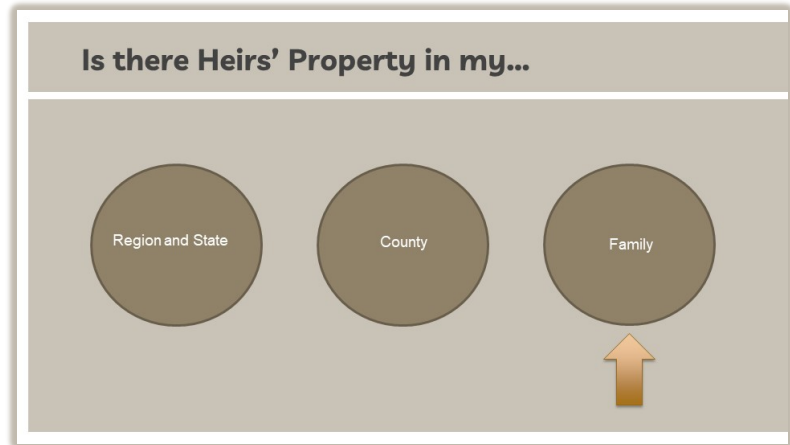 Is there Heirs’ Property in my...
Region and State
County
Family